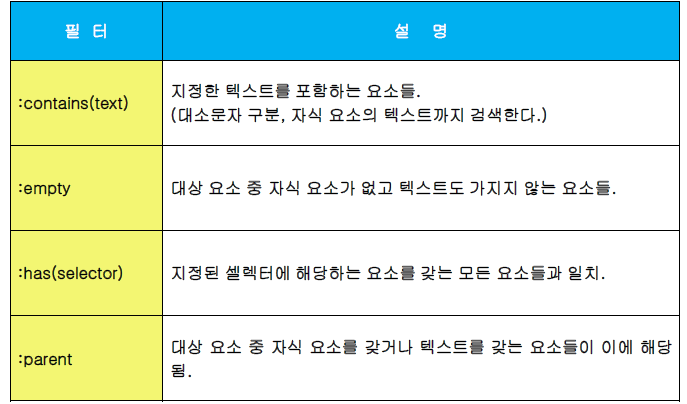 필 터
설 명
:contains(text)
지정한 텍스트를 포함하는 요소들.
(대소문자 구분, 자식 요소의 텍스트까지 검색한다.)
:empty
대상 요소 중 자식 요소가 없고 텍스트도 가지지 않는 요소들.
:has(selector)
지정된 셀렉터에 해당하는 요소를 갖는 모든 요소들과 일치.
:parent
대상 요소 중 자식 요소를 갖거나 텍스트를 갖는 요소들이 이에 해당
됨.